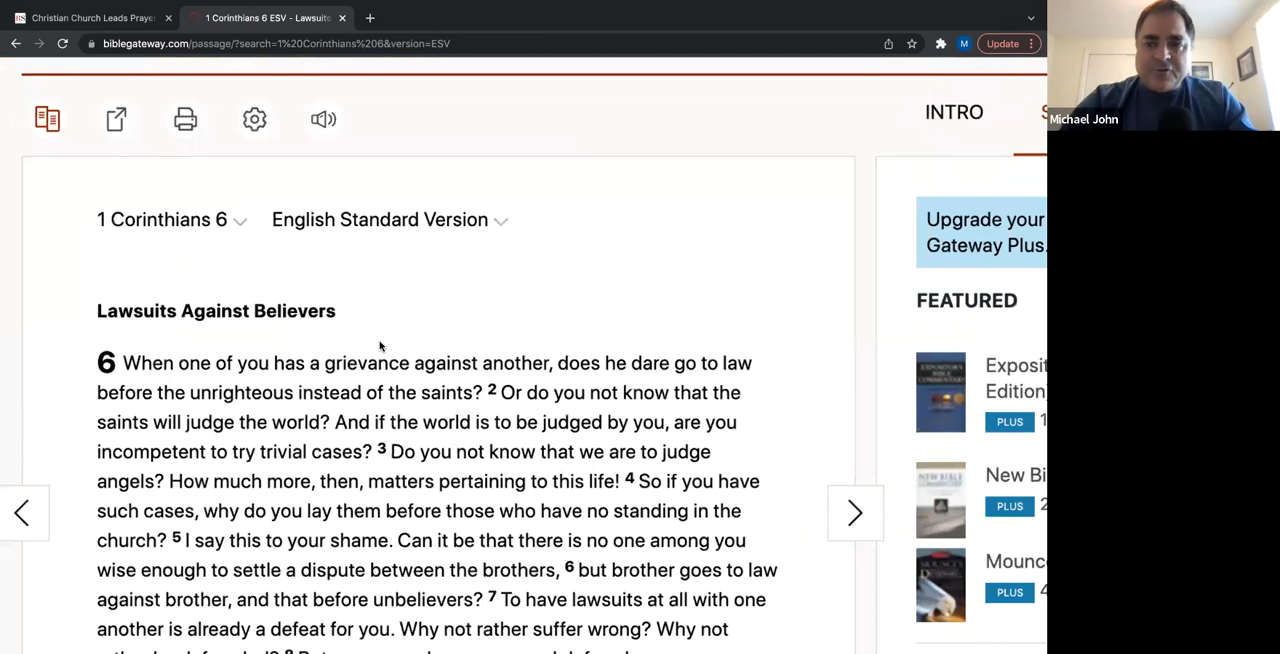 Christian Church Leads Praye
1 Corinthians 6 ESV - Lawsuits
biblegateway.com/passage/?search=1%20Corinthians%206&version=ESV
M
Update
Michael John
INTRO
1 Corinthians 6
English Standard Version
Upgrade your
Gateway Plus.
Lawsuits Against Believers
FEATURED
6 When one of you has a grievance against another, does he dare go to law
before the unrighteous instead of the saints? 2 Or do you not know that the
saints will judge the world? And if the world is to be judged by you, are you
incompetent to try trivial cases? 3 Do you not know that we are to judge
angels? How much more, then, matters pertaining to this life! 4 So if you have
such cases, why do you lay them before those who have no standing in the
church? 5 I say this to your shame. Can it be that there is no one among you
wise enough to settle a dispute between the brothers, 6 but brother goes to law
against brother, and that before unbelievers? 7 To have lawsuits at all with one
another is already a defeat for you. Why not rather suffer wrong? Why not
Exposit
Edition
PLUS
New Bi
PLUS
Mounc
PLUS